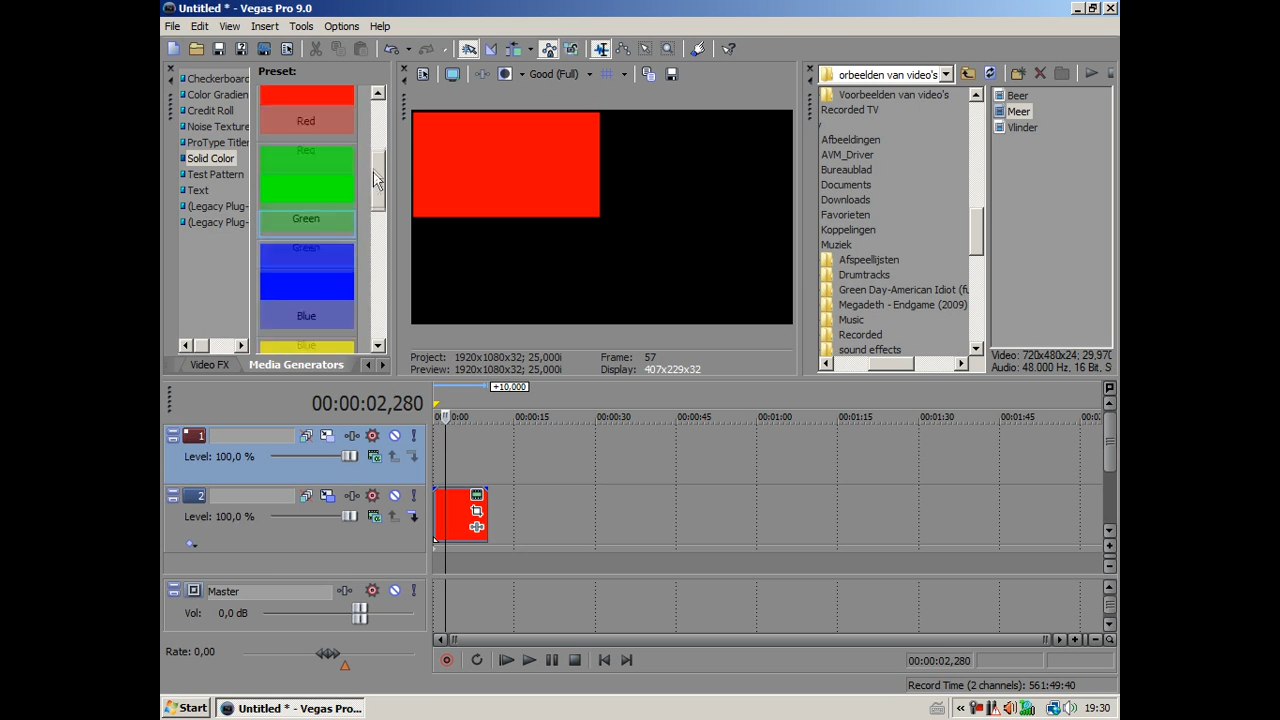 Untitled * - Vegas Pro 9.0
File Edit View Insert Tools Options Help
Checkerboard
Color Gradien
Credit Roll
Noise Texture
ProType Titler
Solid Color
Test Pattern
Text
(Legacy Plug-
(Legacy Plug-
Preset:
Red
Red
Green
Green
Blue
Blue
Video FX Media Generators
Good (Full)
Project: 1920x1080x32; 25,000i
Preview: 1920x1080x32; 25,000i
Frame: 57
Display: 407x229x32
orbeelden van video's
Voorbeelden van video's
Recorded TV
Afbeeldingen
AVM_Driver
Bureaublad
Documents
Downloads
Favorieten
Koppelingen
Muziek
Afspeellijsten
Drumtracks
Green Day-American Idiot (fu
Megadeth - Endgame (2009)
Music
Recorded
sound effects
Beer
Meer
Vlinder
Video: 720x480x24; 29,970
Audio: 48.000 Hz, 16 Bit, S
00:00:02,280
+10,000
00:00:15 00:00:30 00:00:45 00:01:00 00:01:15 00:01:30 00:01:45
1
Level: 100,0 %
2
Level: 100,0 %
Master
Vol: 0,0 dB
Rate: 0,00
00:00:02,280
Record Time (2 channels): 561:49:40
Start
Untitled * - Vegas Pro...
19:30